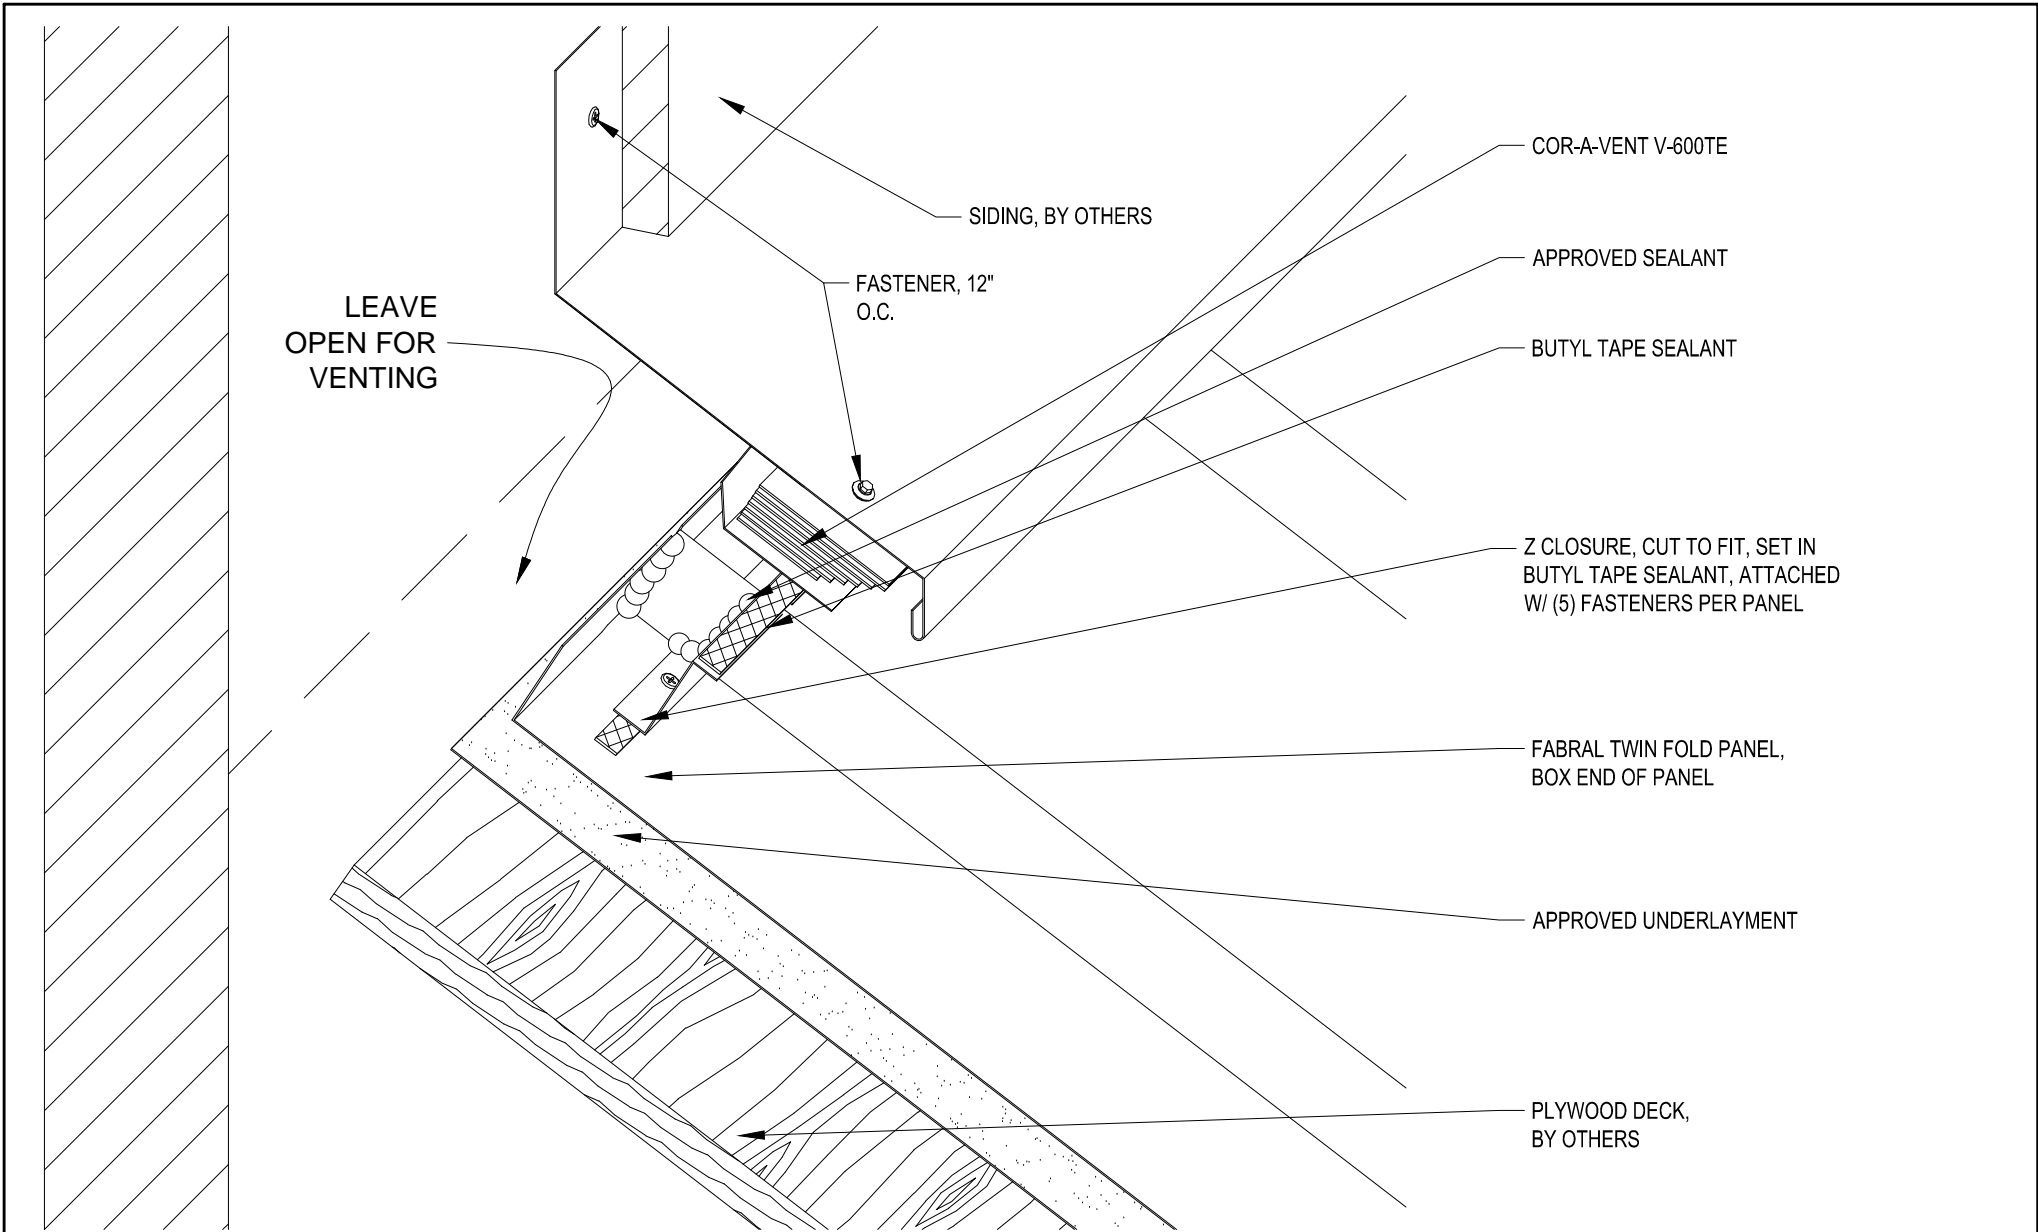 COR-A-VENT V-600TE
SIDING, BY OTHERS
APPROVED SEALANT
FASTENER, 12"
O.C.
LEAVE
OPEN FOR
VENTING
BUTYL TAPE SEALANT
Z CLOSURE, CUT TO FIT, SET IN
BUTYL TAPE SEALANT, ATTACHED
W/ (5) FASTENERS PER PANEL
FABRAL TWIN FOLD PANEL,
BOX END OF PANEL
APPROVED UNDERLAYMENT
PLYWOOD DECK,
BY OTHERS